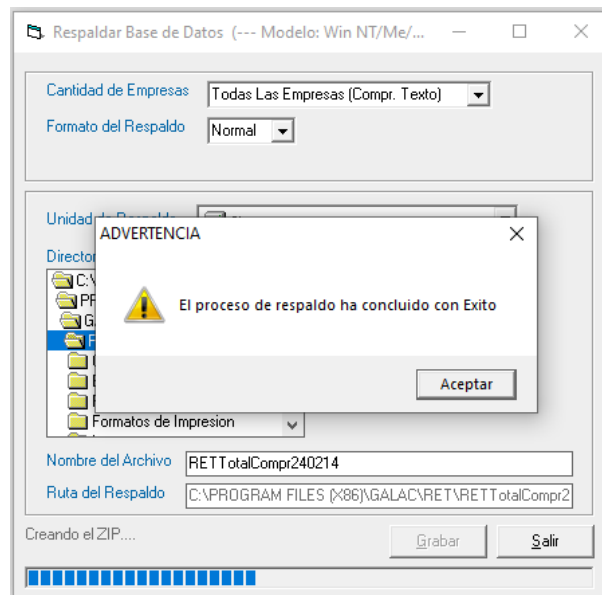 Respaldar Base de Datos (--- Modelo: Win NT/Me/...
Cantidad de Empresas Todas Las Empresas (Compr. Texto)
Formato del Respaldo Normal
Unidad
ADVERTENCIA
El proceso de respaldo ha concluido con Exito
Aceptar
Formatos de Impresion
Nombre del Archivo RETTotalCompr240214
Ruta del Respaldo C:\PROGRAM FILES (X86)\GALAC\RET\RETTotalCompr2
Creando el ZIP.... Grabar Salir